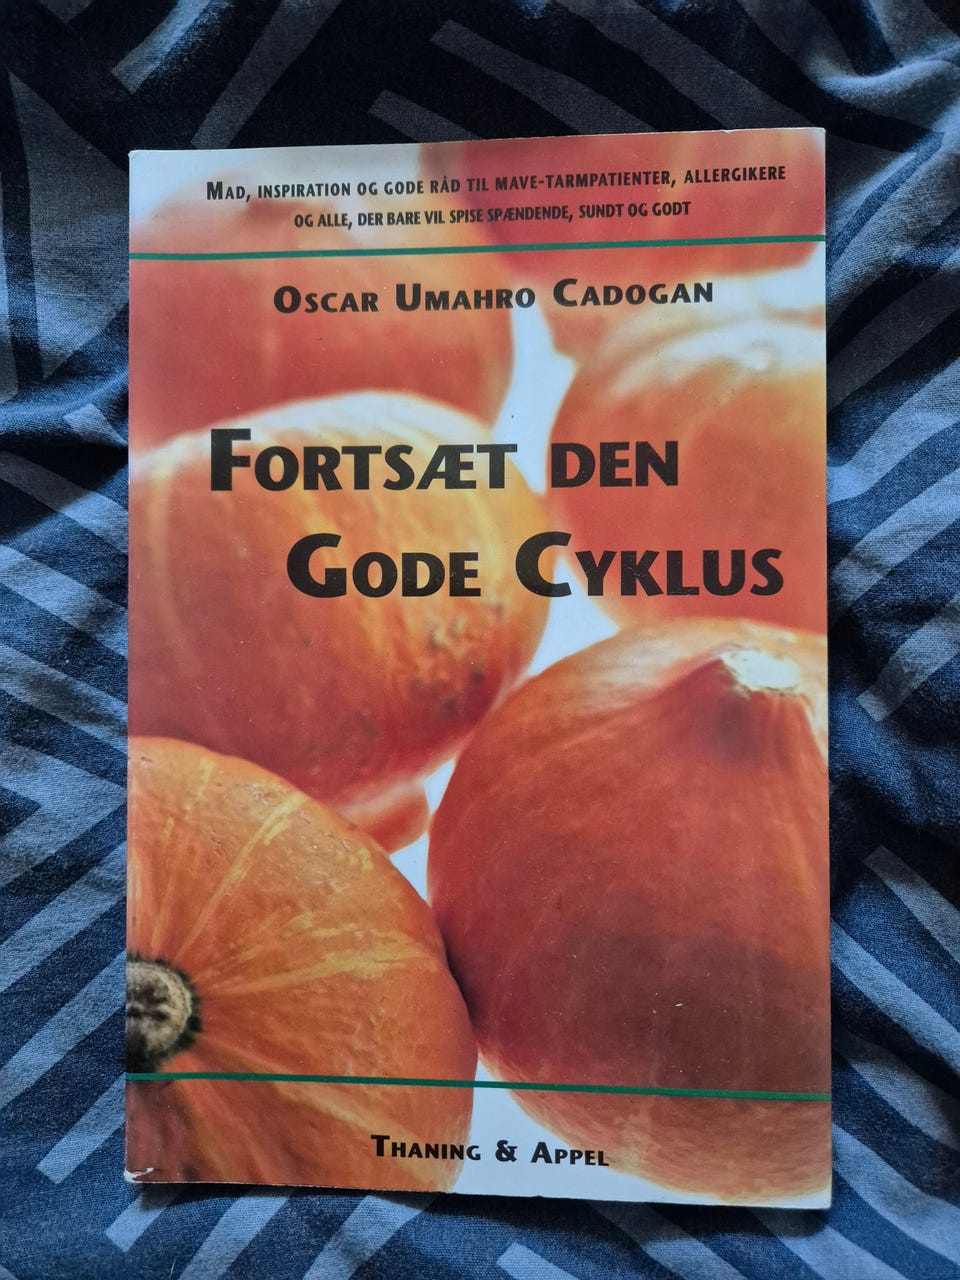 Mad, inspiration og gode råd til mave-tarmpatienter, allergikere
og alle, der bare vil spise spændende, sundt og godt
Oscar Umahro Cadogan
Fortsæt den
Gode Cyklus
Thaning & Appel